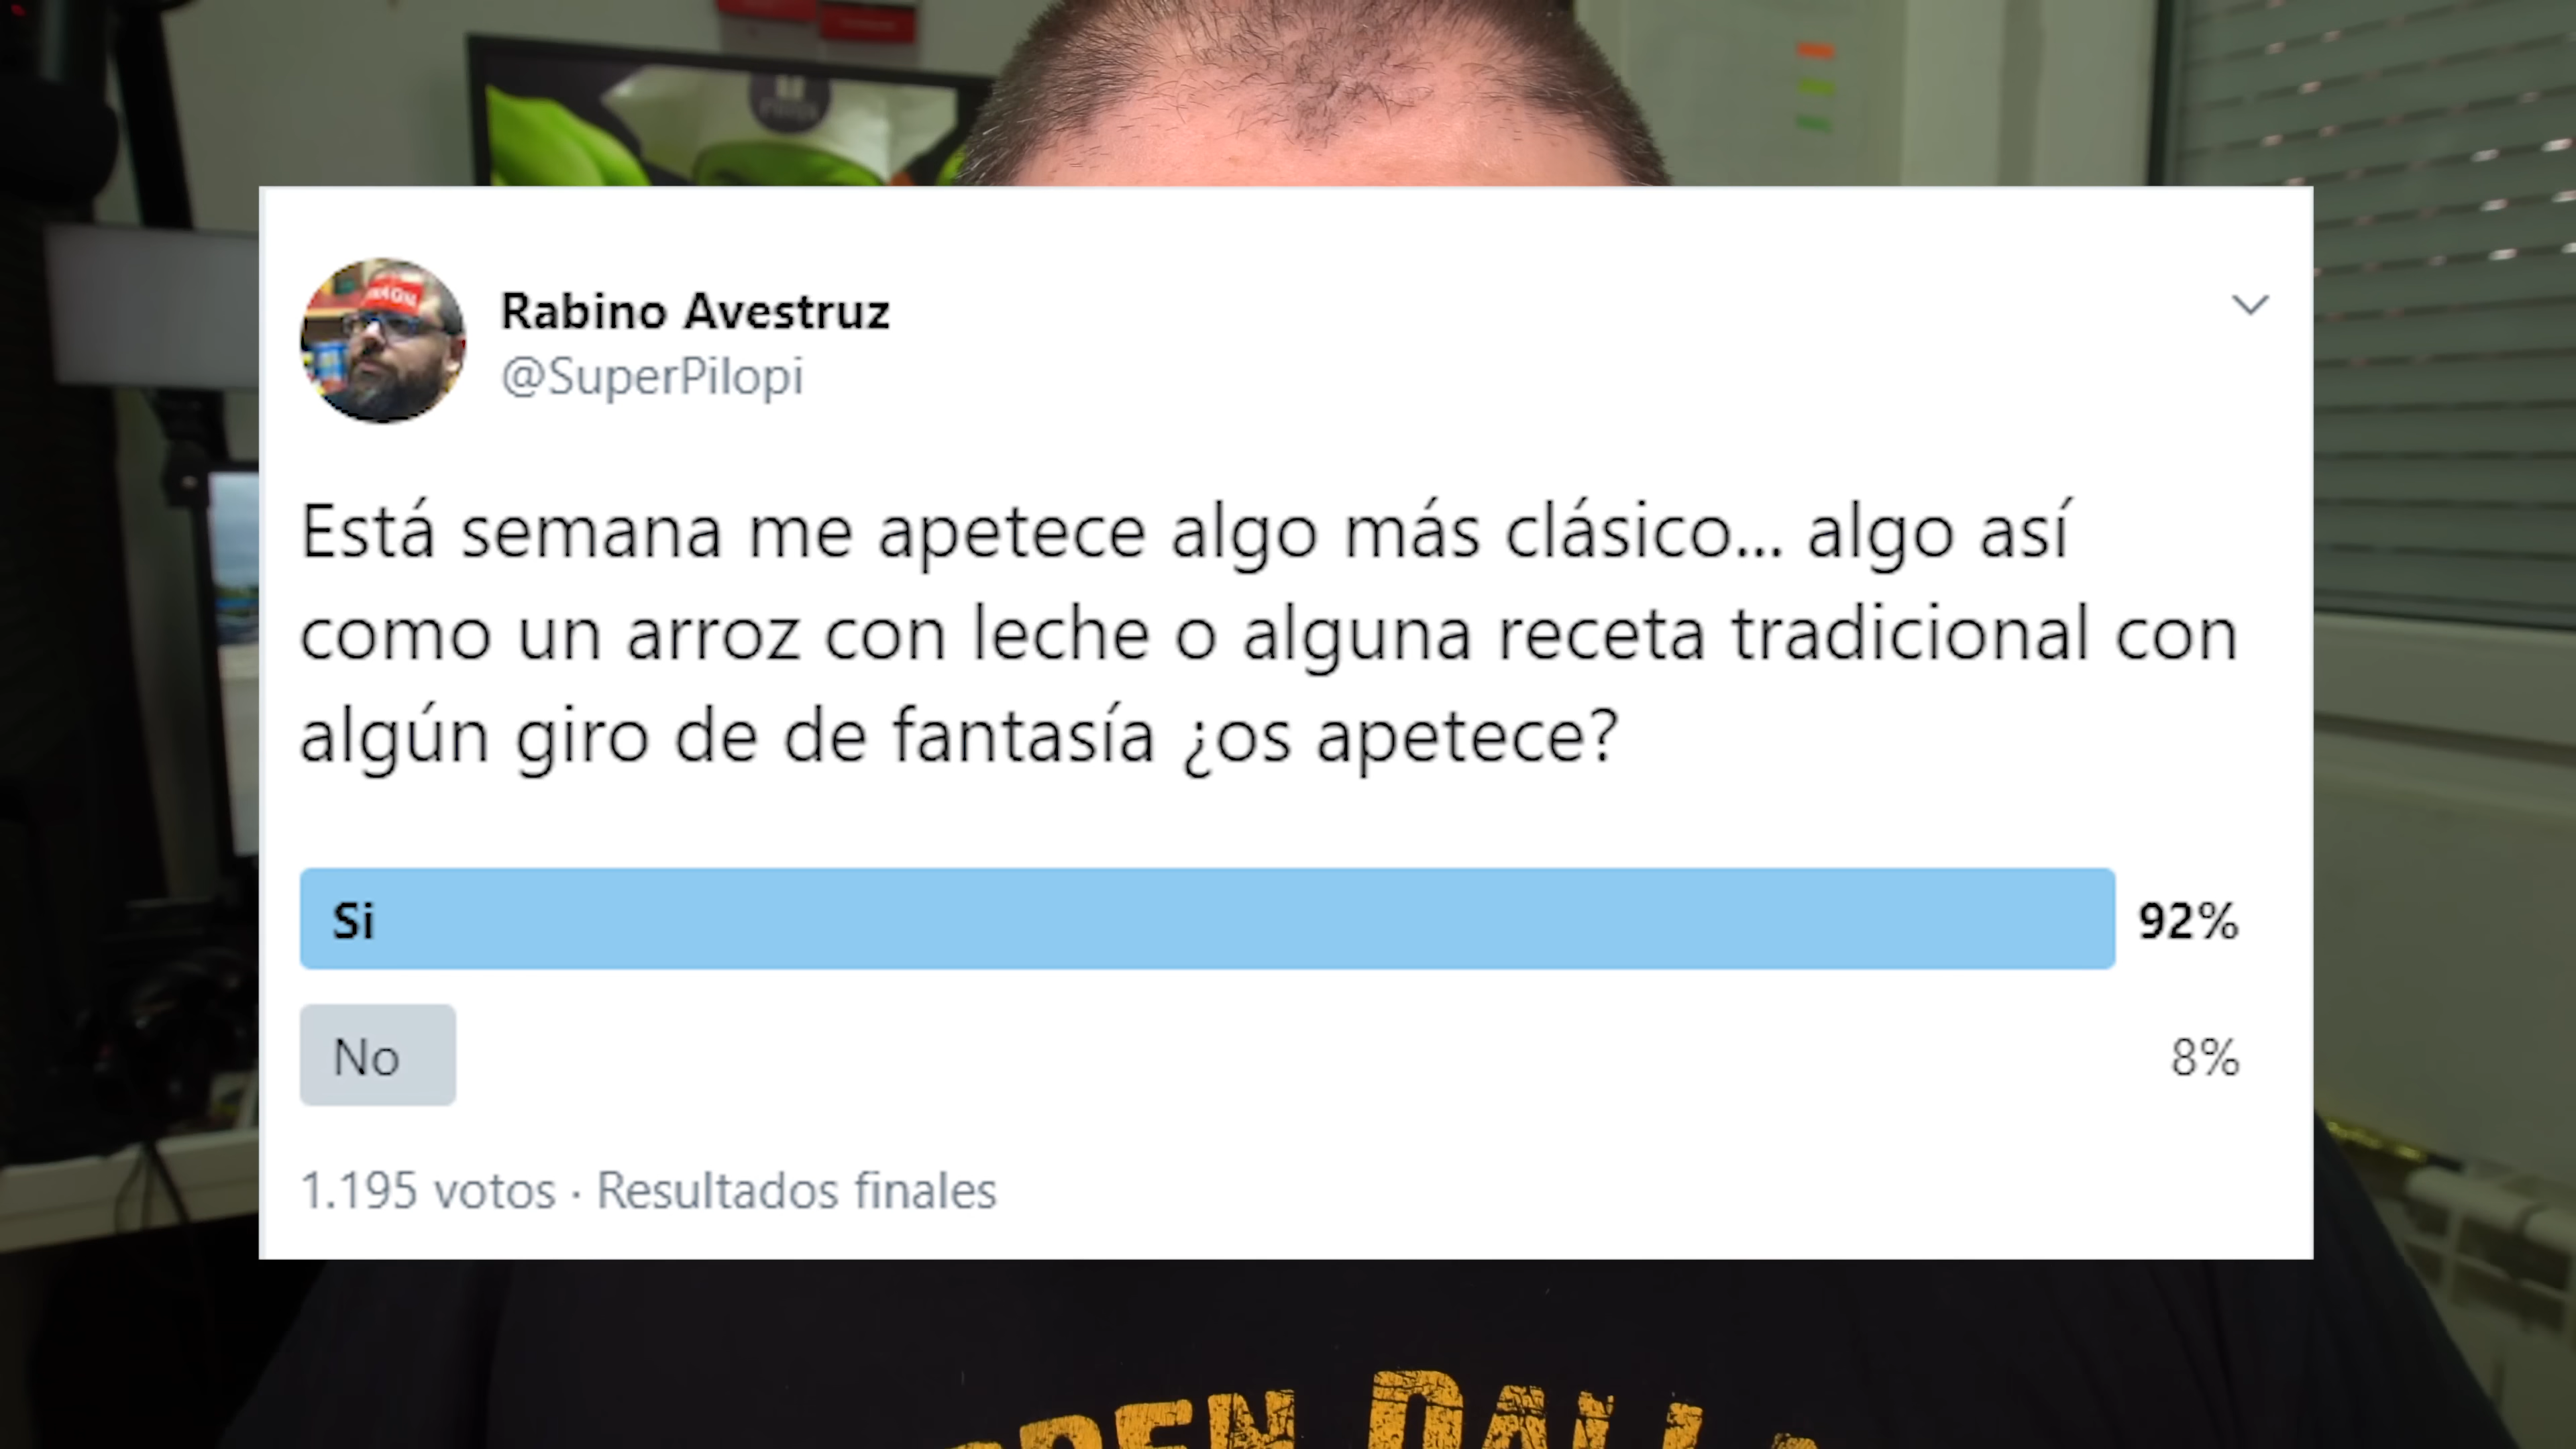 Rabino Avestruz
@SuperPilopi
Está semana me apetece algo más clásico... algo así
como un arroz con leche o alguna receta tradicional con
algún giro de de fantasía ¿os apetece?
Si 92%
No 8%
1.195 votos · Resultados finales